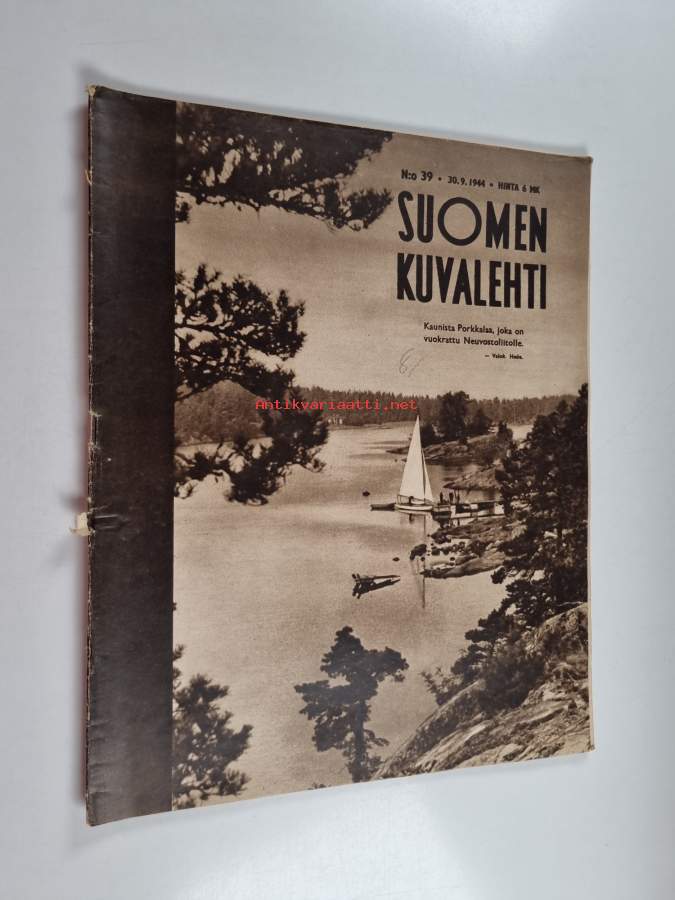 N:o 39 • 30.9.1944 • HINTA 6 MK
SUOMEN
KUVALEHTI
Kaunista Porkkalaa, joka on
vuokrattu Neuvostoliitolle.
— Valok. Hede.
Antikvariaatti.net